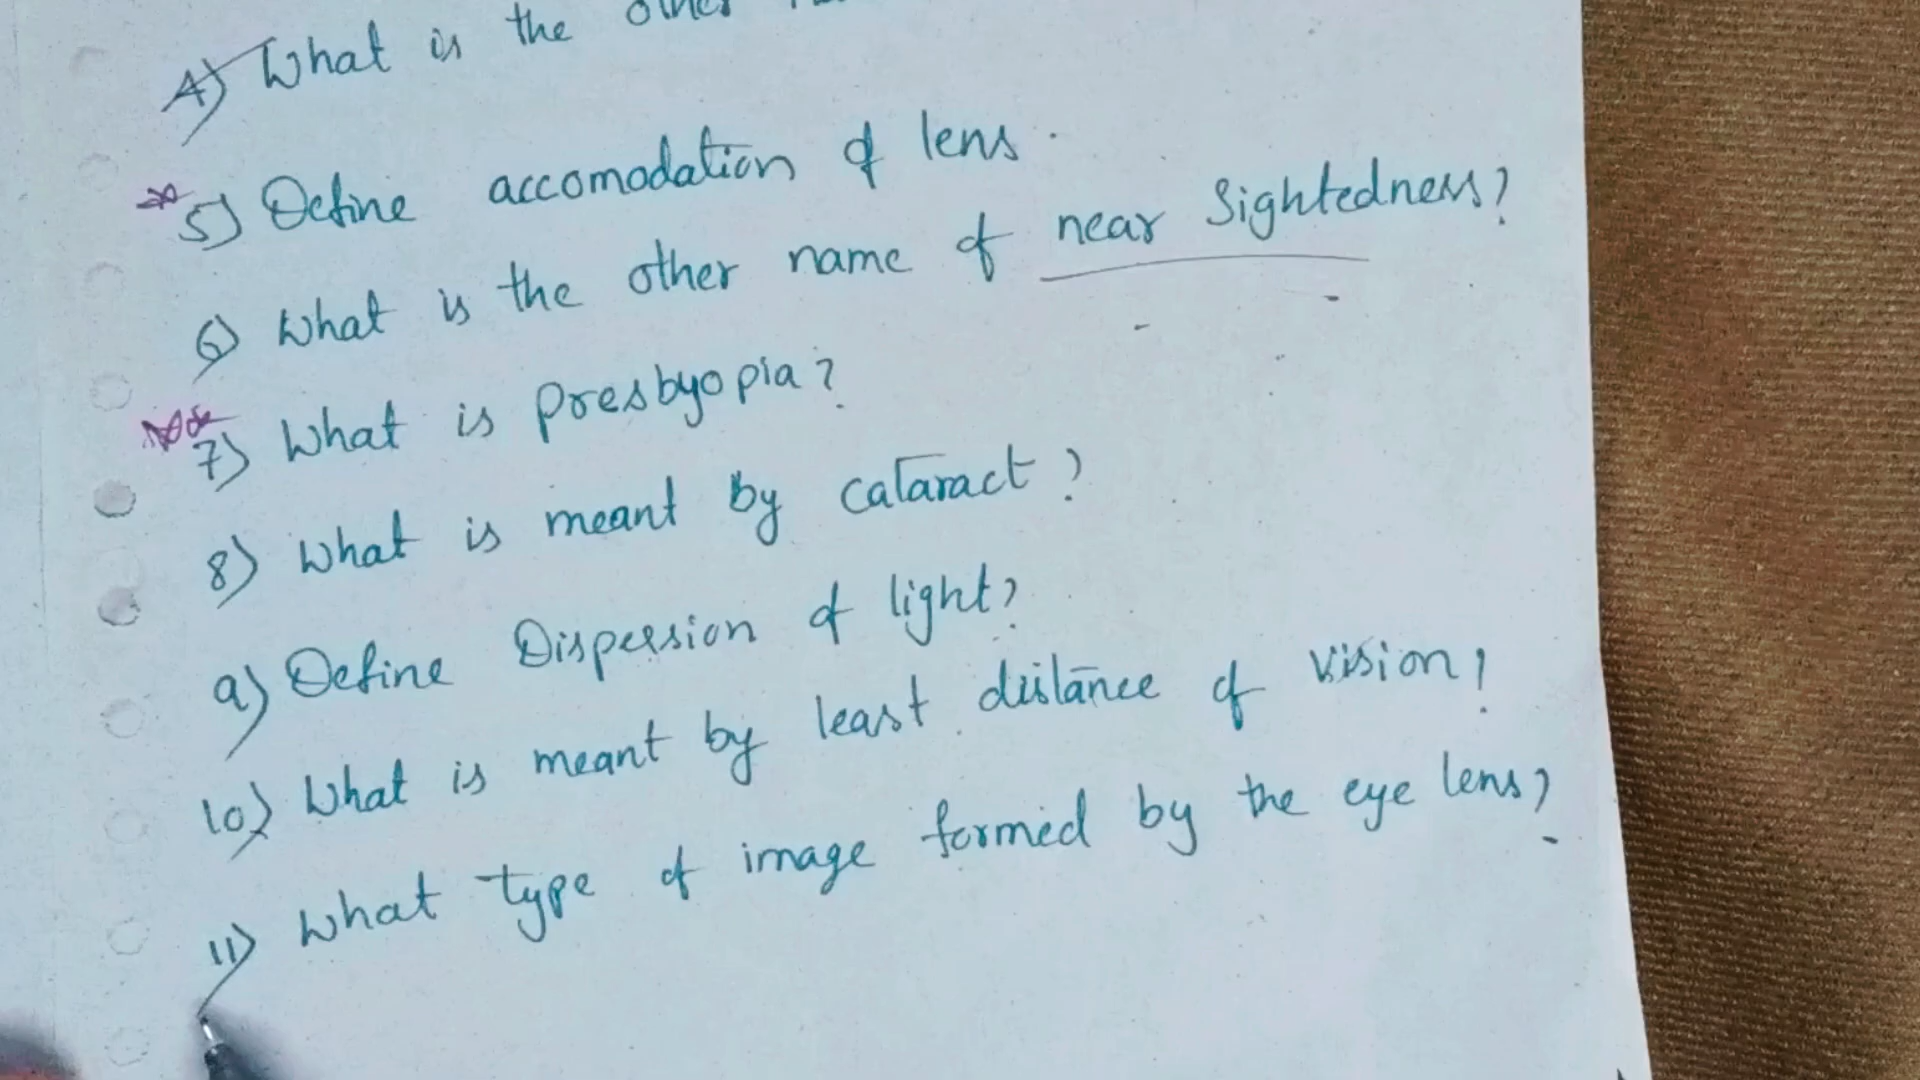 4) What is the other
5) Define accomodation of lens.
6) What is the other name of near Sightedness?
7) What is presbyopia?
8) What is meant by cataract?
9) Define Dispersion of light?
10) What is meant by least distance of vision?
11) What type of image formed by the eye lens?